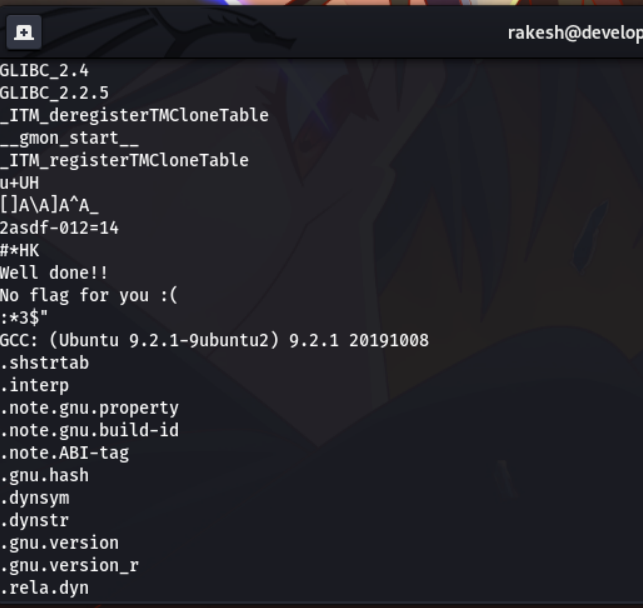 rakesh@develop
GLIBC_2.4
GLIBC_2.2.5
_ITM_deregisterTMCloneTable
__gmon_start__
_ITM_registerTMCloneTable
u+UH
[]A\A]A^A_
2asdf-012=14
#*HK
Well done!!
No flag for you :(
:*3$"
GCC: (Ubuntu 9.2.1-9ubuntu2) 9.2.1 20191008
.shstrtab
.interp
.note.gnu.property
.note.gnu.build-id
.note.ABI-tag
.gnu.hash
.dynsym
.dynstr
.gnu.version
.gnu.version_r
.rela.dyn